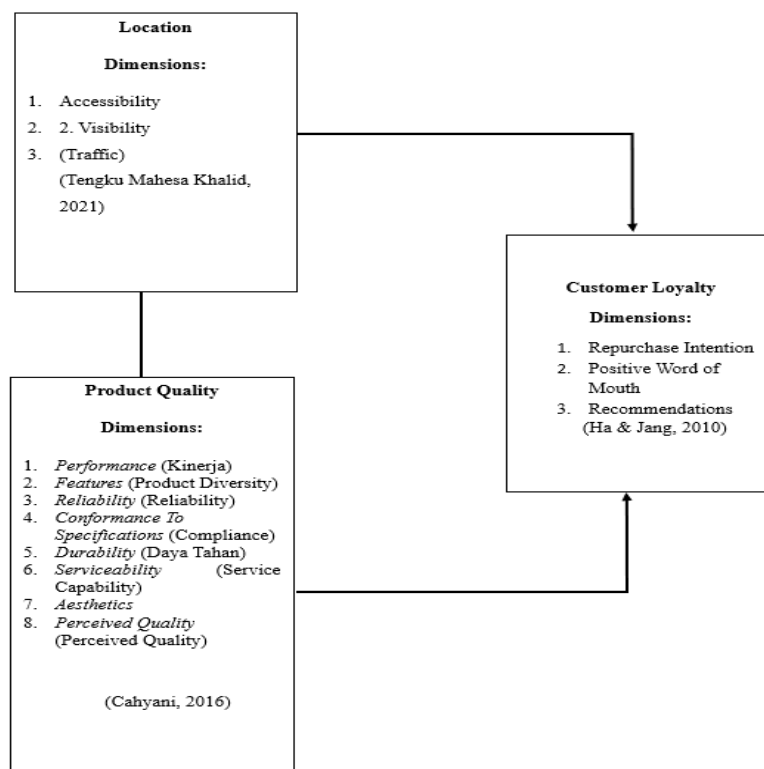 Location
Dimensions:
1. Accessibility
2. 2. Visibility
3. (Traffic)
(Tengku Mahesa Khalid,
2021)
Product Quality
Dimensions:
1. Performance (Kinerja)
2. Features (Product Diversity)
3. Reliability (Reliability)
4. Conformance To
Specifications (Compliance)
5. Durability (Daya Tahan)
6. Serviceability (Service
Capability)
7. Aesthetics
8. Perceived Quality
(Perceived Quality)
(Cahyani, 2016)
Customer Loyalty
Dimensions:
1. Repurchase Intention
2. Positive Word of
Mouth
3. Recommendations
(Ha & Jang, 2010)